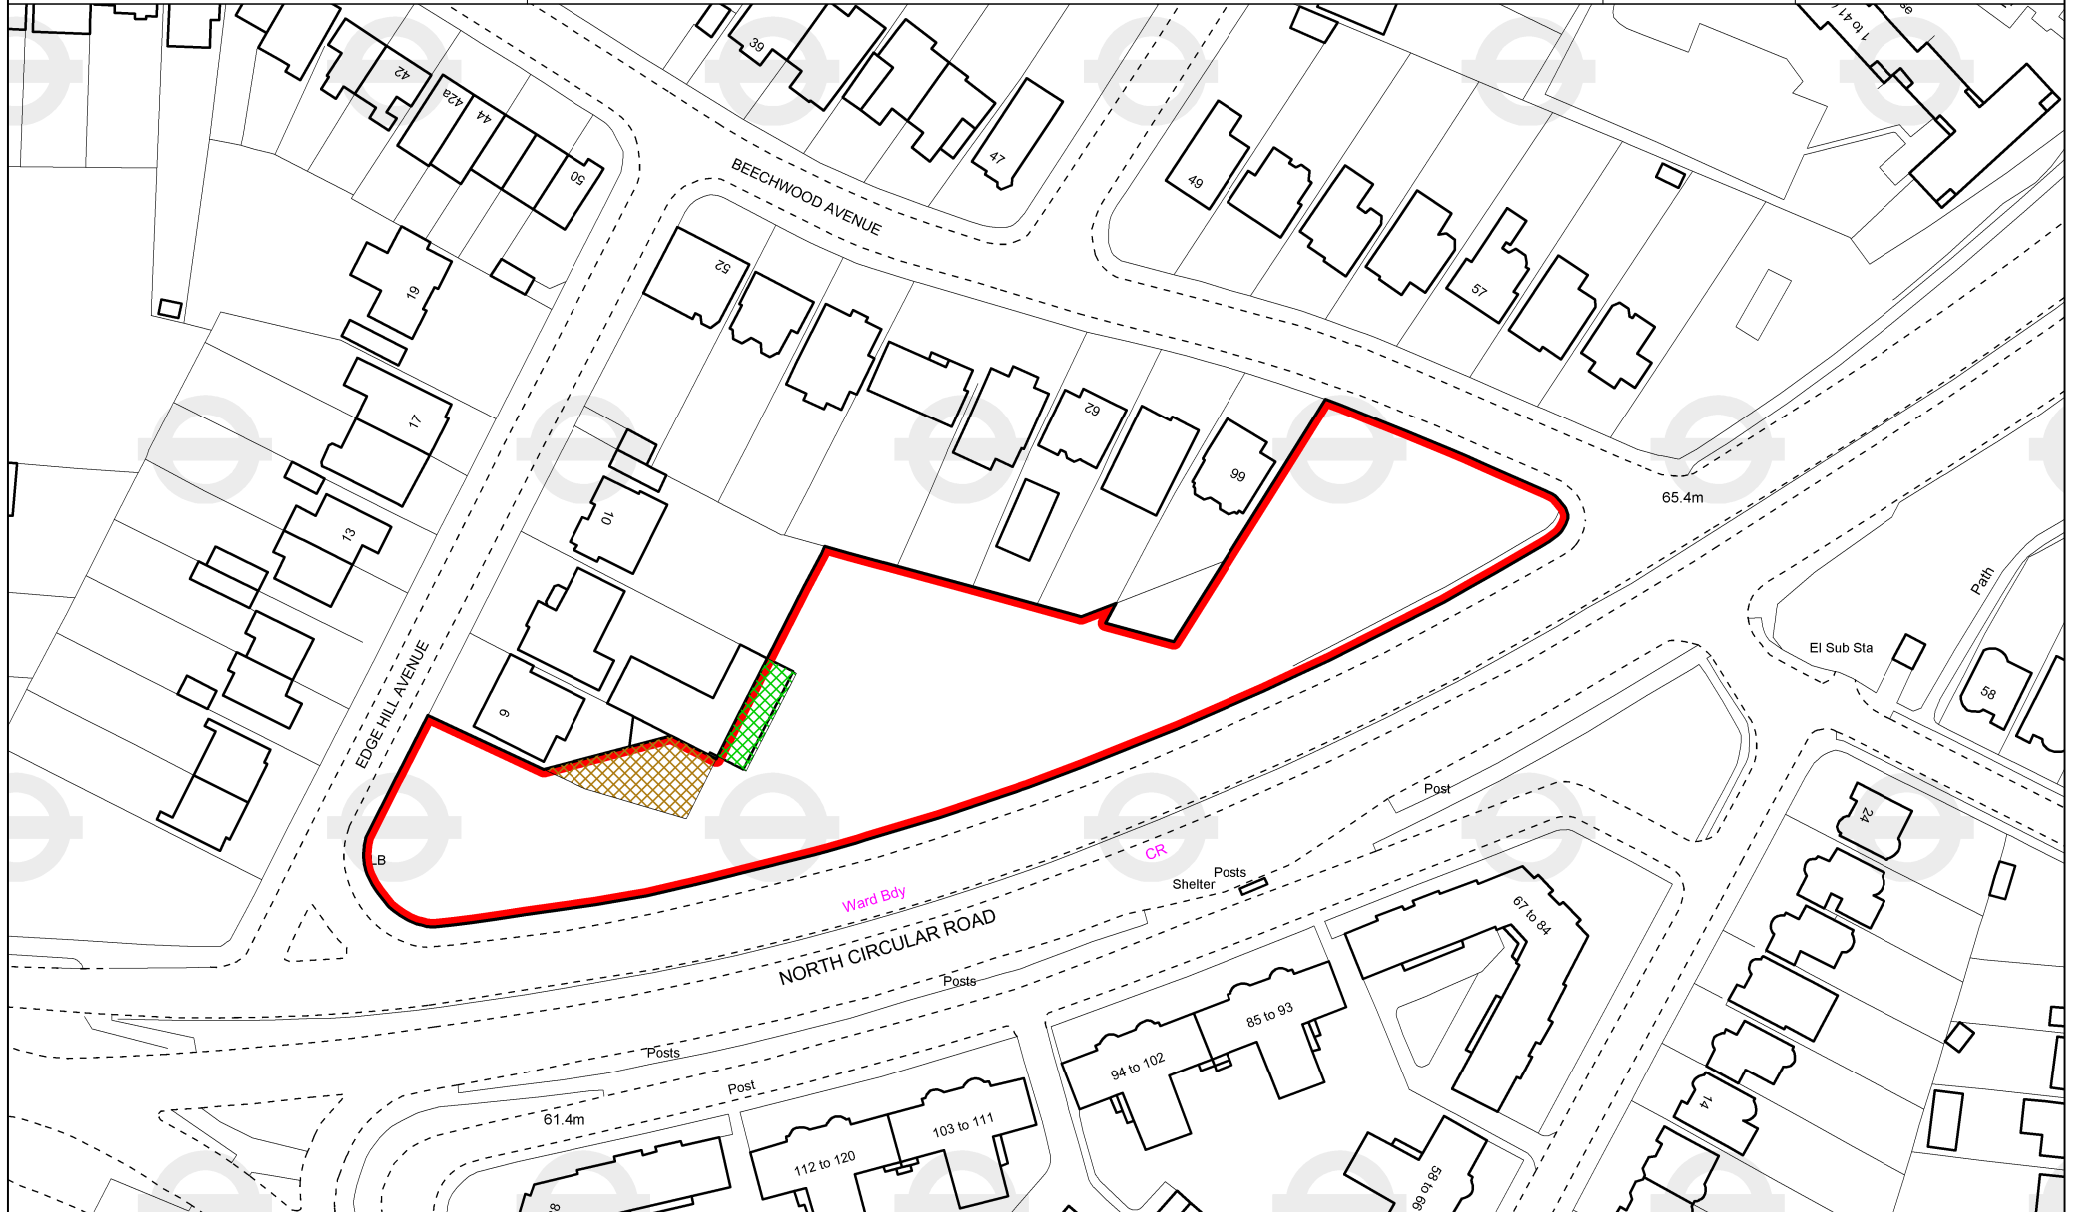 39
1 to 41
42
42a
44
50
47
BEECHWOOD AVENUE
49
19
52
57
17
62
66
65.4m
10
13
Path
El Sub Sta
58
EDGE HILL AVENUE
6
Post
24
LB
CR
Ward Bdy
Posts
Shelter
67 to 84
NORTH CIRCULAR ROAD
Posts
85 to 93
Posts
94 to 102
Post
61.4m
103 to 111
14
112 to 120
58 to 66